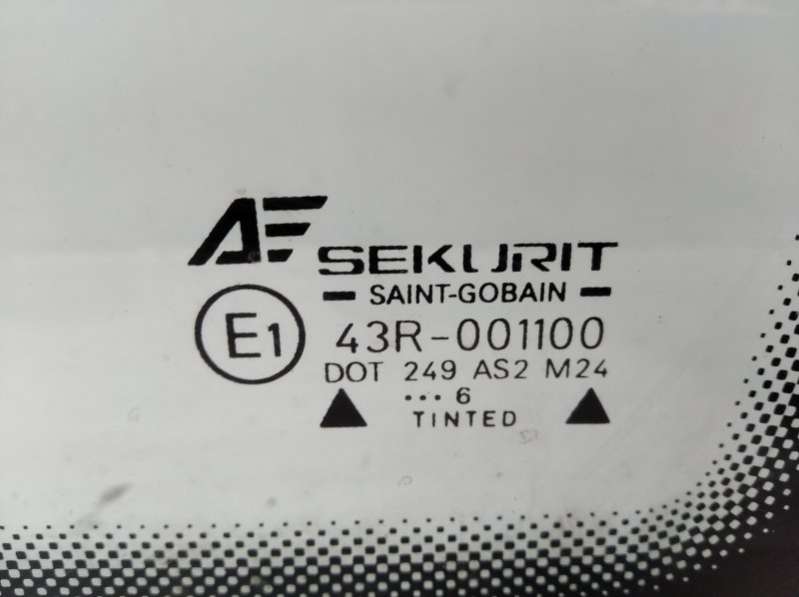 AF SEKURIT
SAINT-GOBAIN
E1 43R-001100
DOT 249 AS2 M24
••• 6
TINTED